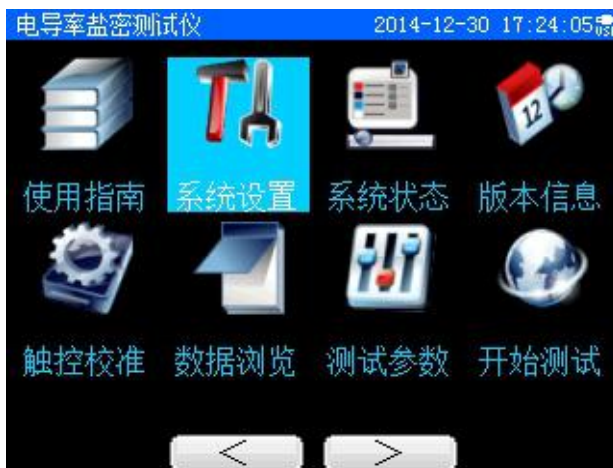 电导率盐密测试仪 2014-12-30 17:24:05
12
使用指南 系统设置 系统状态 版本信息
触控校准 数据浏览 测试参数 开始测试
< >